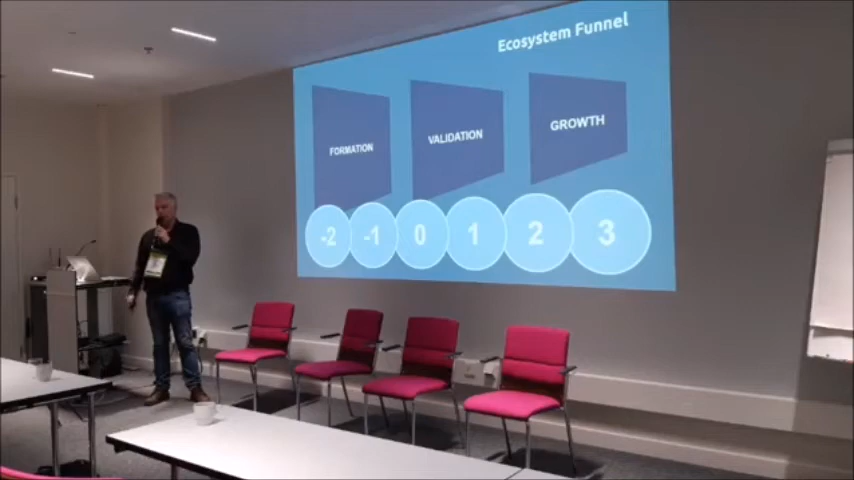 Ecosystem Funnel
FORMATION
VALIDATION
GROWTH
-2 -1 0 1 2 3